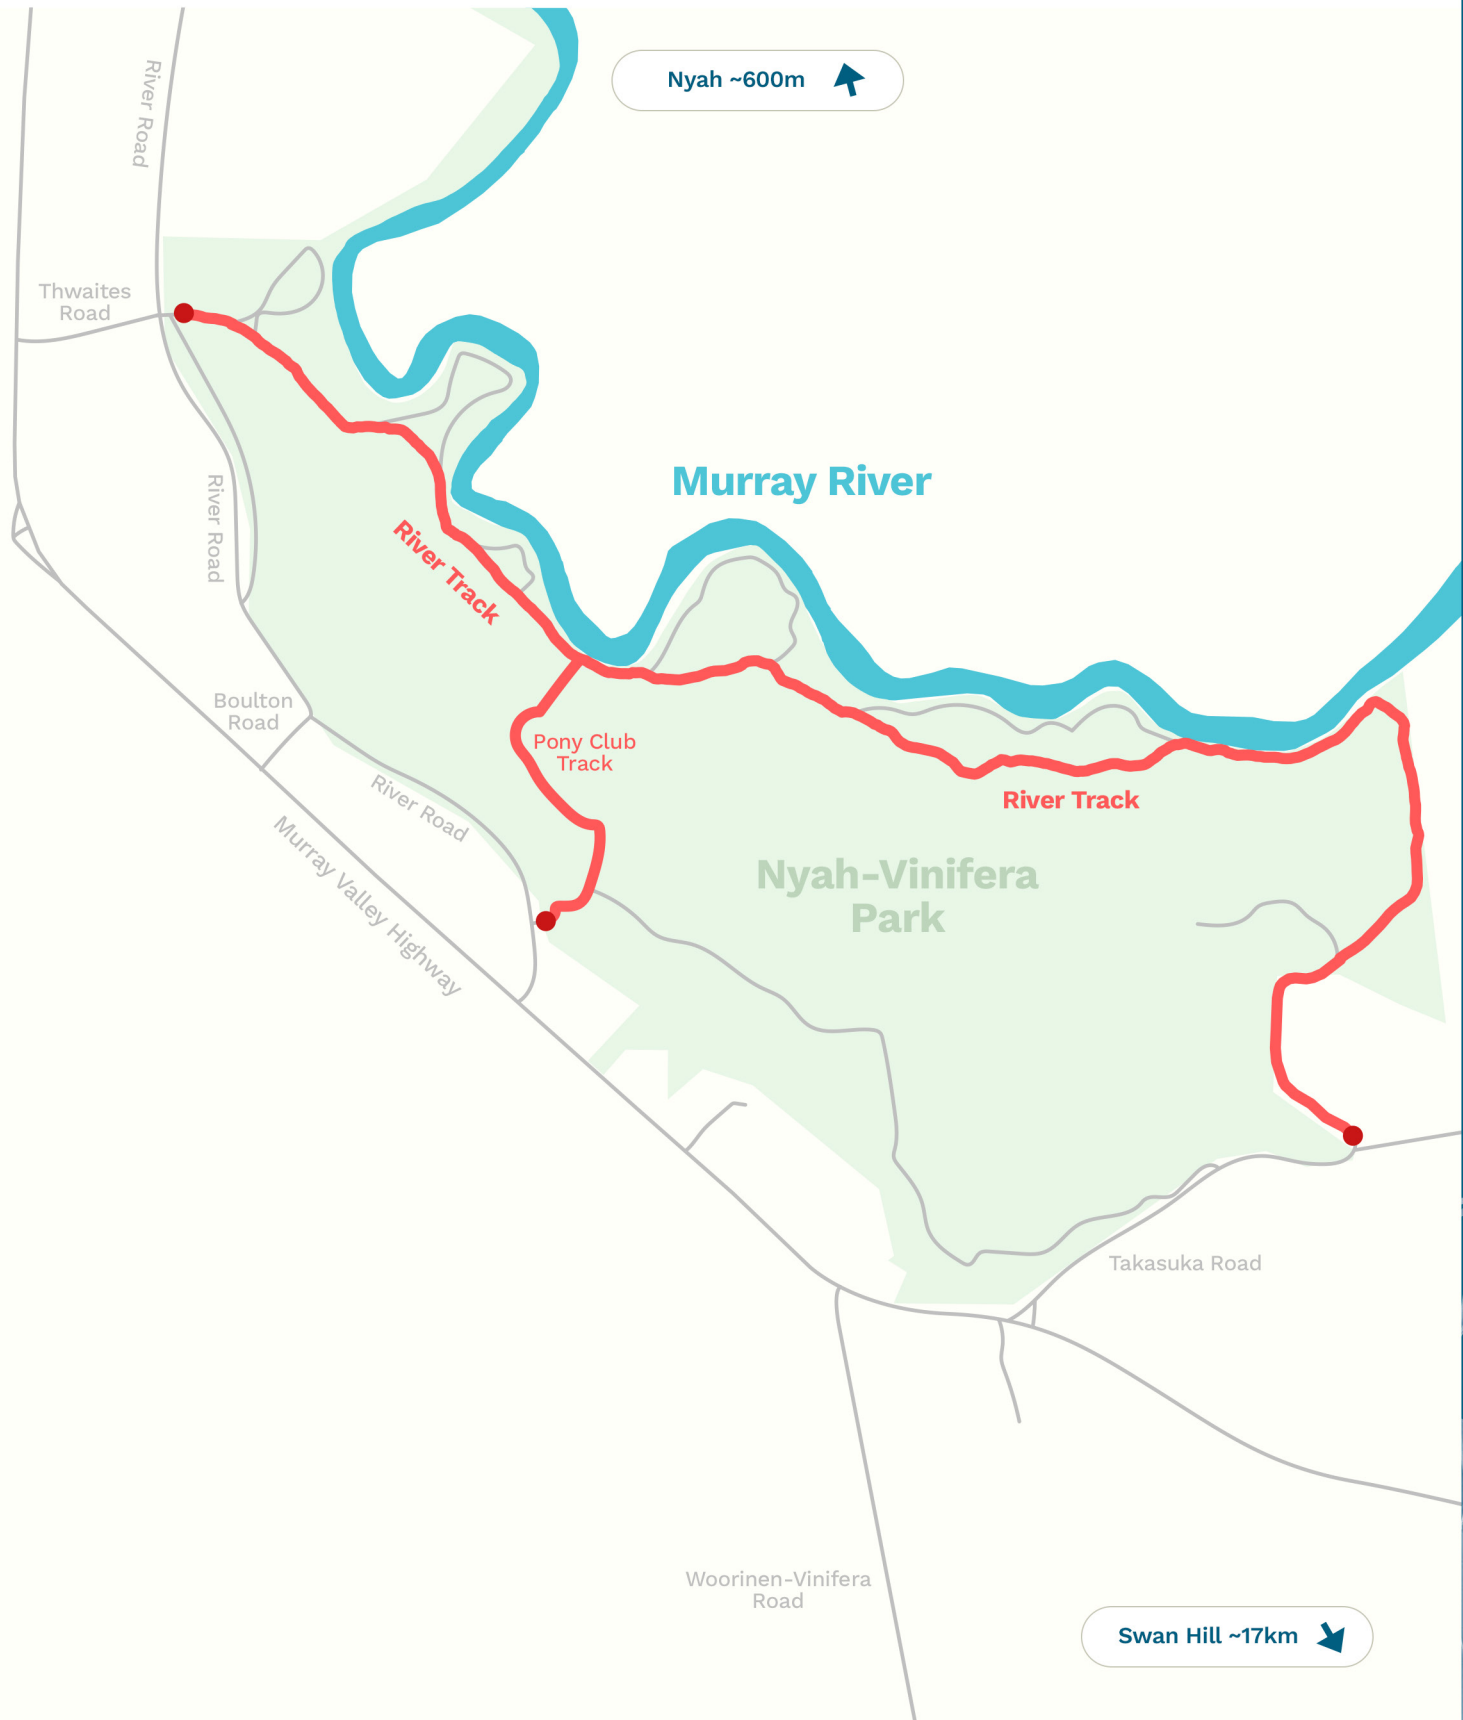 River Road
Nyah ~600m
Thwaites
Road
Murray River
River Road
River Track
Boulton
Road
Pony Club
Track
River Road
River Track
Murray Valley Highway
Nyah-Vinifera
Park
Takasuka Road
Woorinen-Vinifera
Road
Swan Hill ~17km